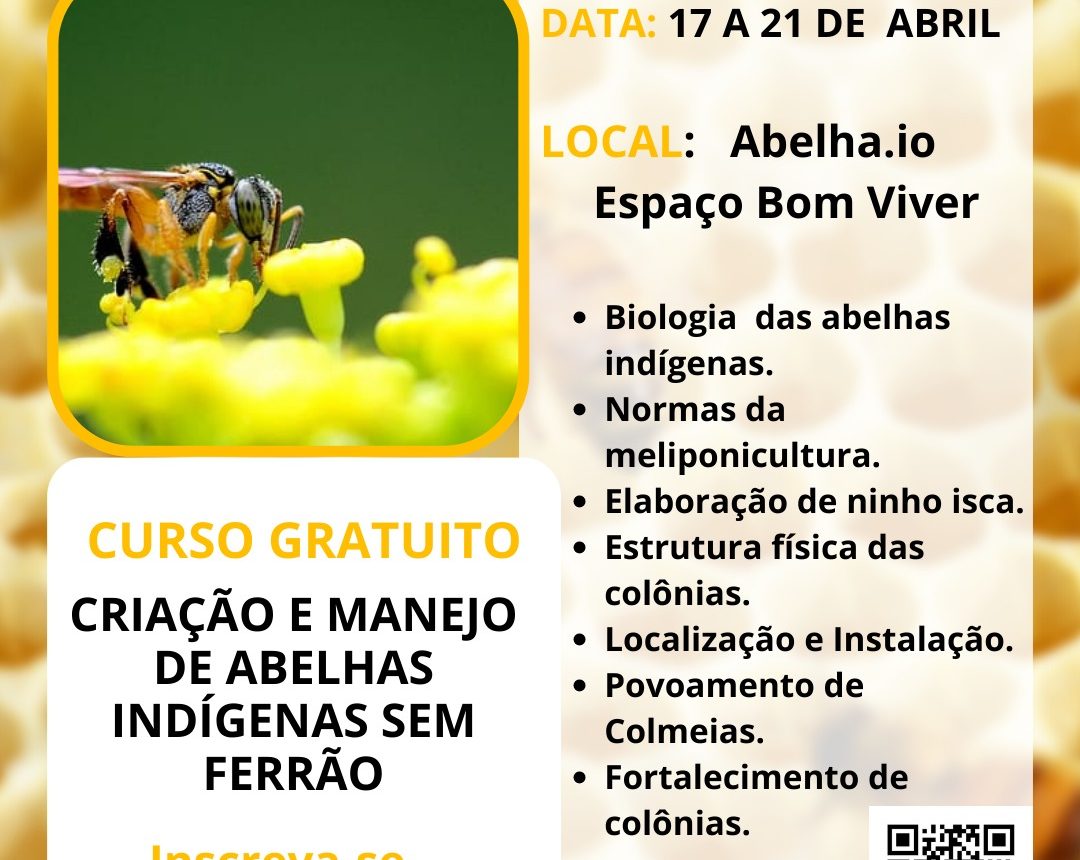 DATA: 17 A 21 DE ABRIL
LOCAL: Abelha.io
Espaço Bom Viver
• Biologia das abelhas
indígenas.
• Normas da
meliponicultura.
• Elaboração de ninho isca.
• Estrutura física das
colônias.
• Localização e Instalação.
• Povoamento de
Colmeias.
• Fortalecimento de
colônias.
CURSO GRATUITO
CRIAÇÃO E MANEJO
DE ABELHAS
INDÍGENAS SEM
FERRÃO
Inscreva-se